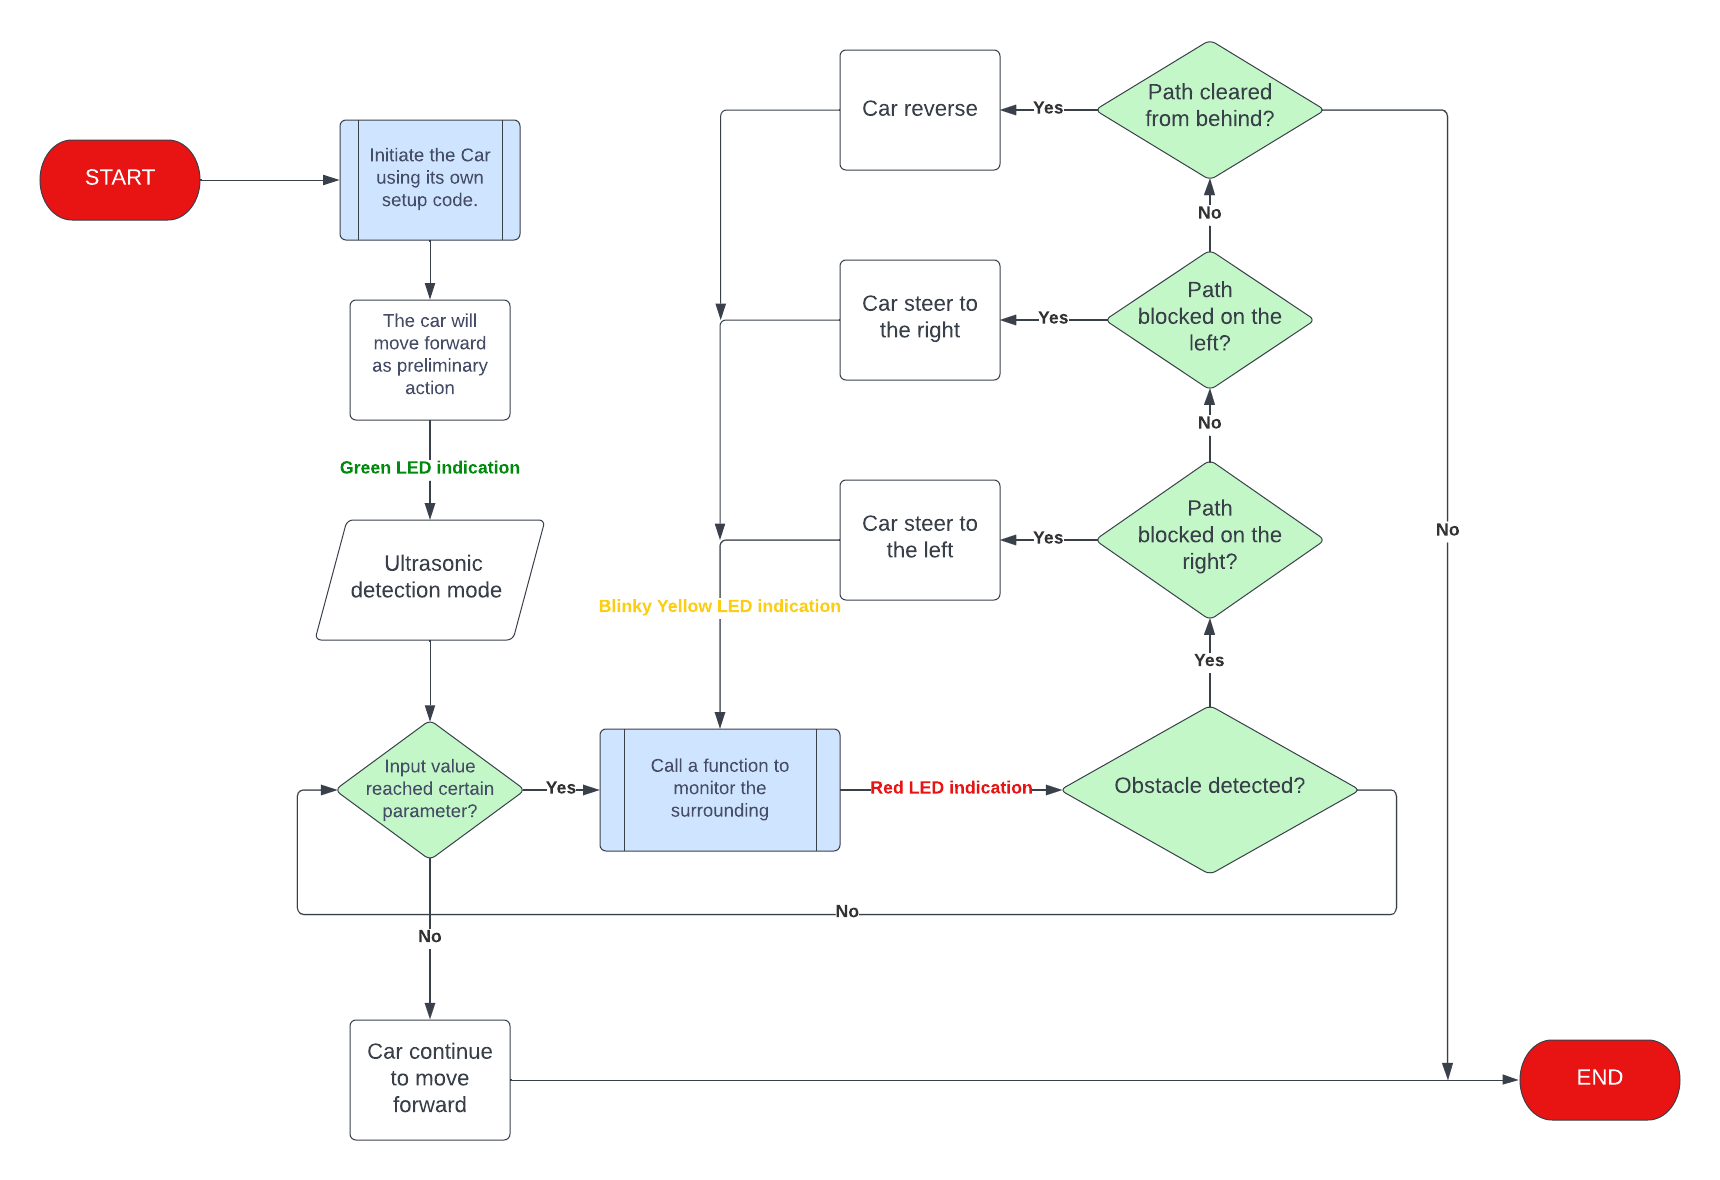 START
Initiate the Car
using its own
setup code.
The car will
move forward
as preliminary
action
Green LED indication
Ultrasonic
detection mode
Input value
reached certain
parameter?
Yes
No
Call a function to
monitor the
surrounding
Red LED indication
Obstacle detected?
Yes
No
Path
blocked on the
right?
Yes
Car steer to
the left
No
Path
blocked on the
left?
Yes
Car steer to
the right
No
Path cleared
from behind?
Yes
Car reverse
No
Blinky Yellow LED indication
Car continue
to move
forward
END